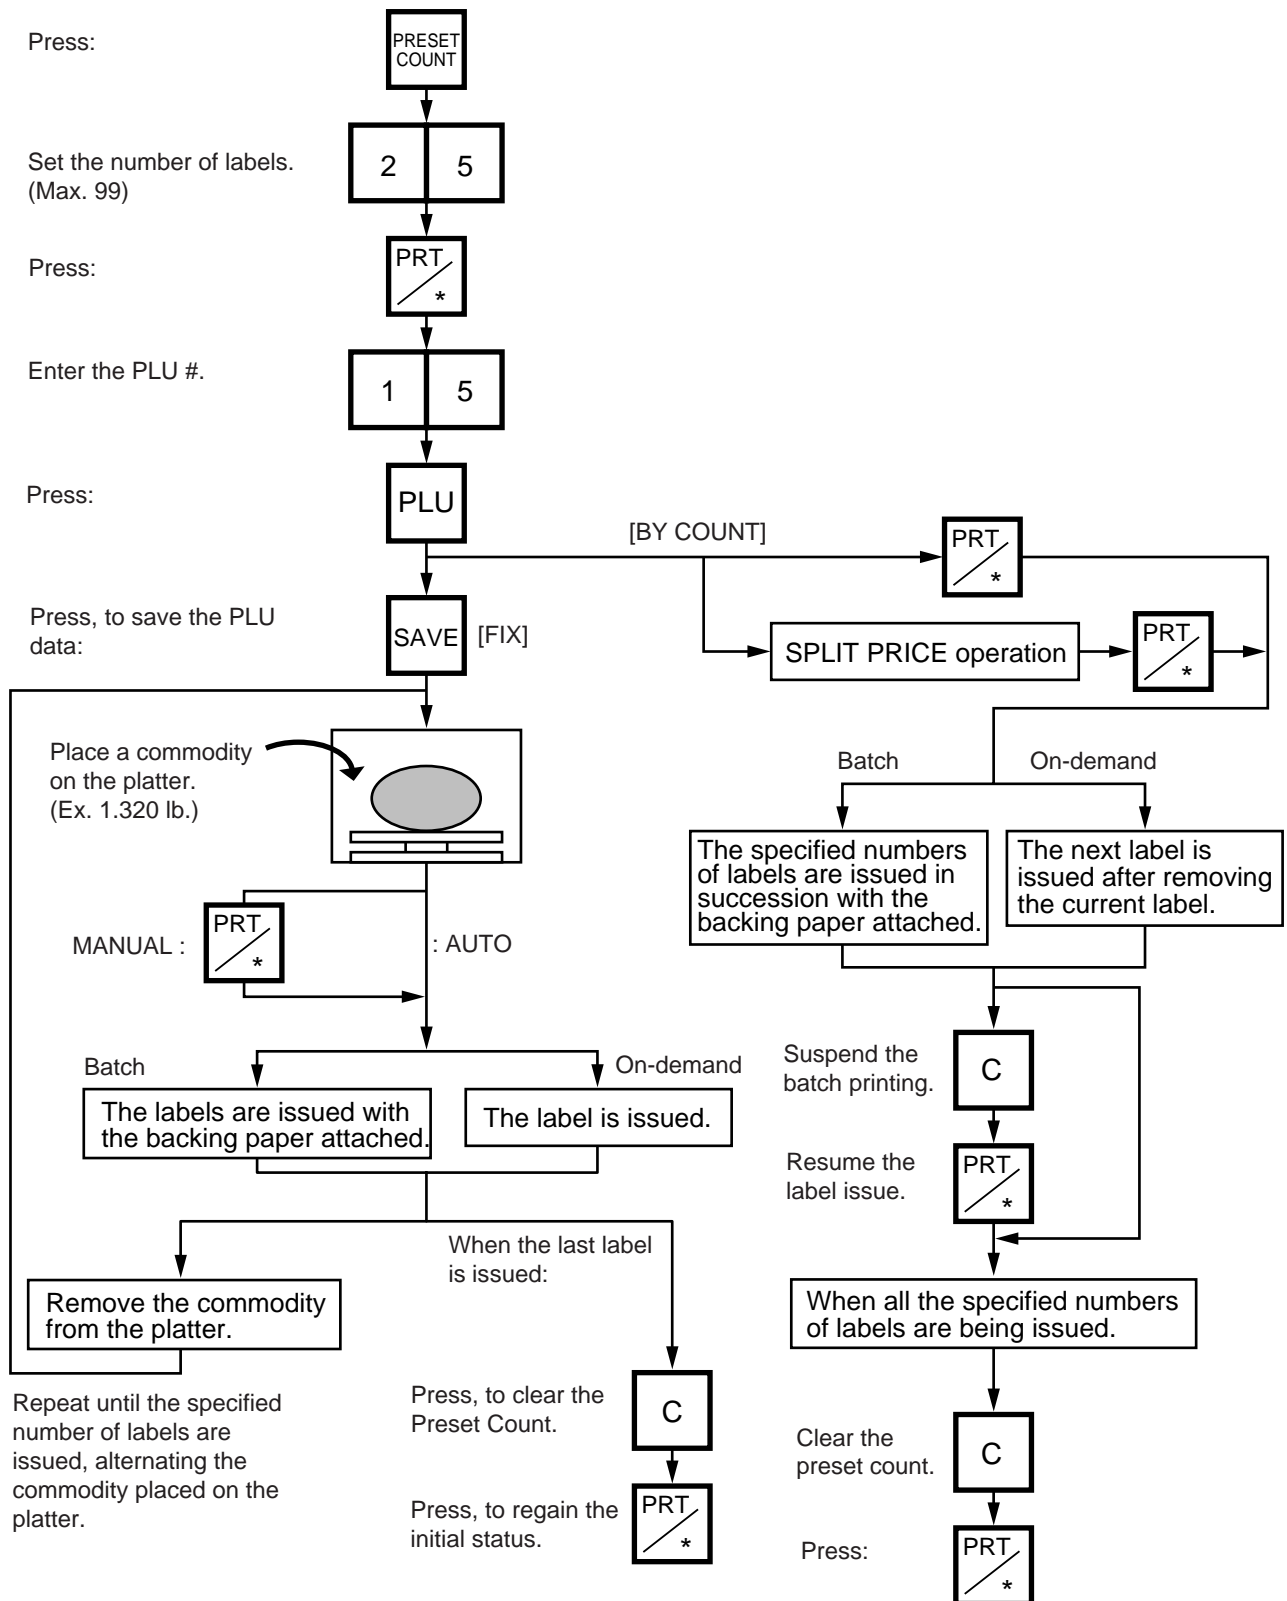 Press:
PRESET
COUNT
Set the number of labels.
(Max. 99)
2 5
Press:
PRT
*
Enter the PLU #.
1 5
Press:
PLU
[BY COUNT]
PRT
*
Press, to save the PLU
data:
SAVE
[FIX]
SPLIT PRICE operation
PRT
*
Place a commodity
on the platter.
(Ex. 1.320 lb.)
Batch
On-demand
The specified numbers
of labels are issued in
succession with the
backing paper attached.
The next label is
issued after removing
the current label.
MANUAL :
PRT
*
: AUTO
Batch
On-demand
The labels are issued with
the backing paper attached.
The label is issued.
Suspend the
batch printing.
C
Resume the
label issue.
PRT
*
When the last label
is issued:
Remove the commodity
from the platter.
When all the specified numbers
of labels are being issued.
Repeat until the specified
number of labels are
issued, alternating the
commodity placed on the
platter.
Press, to clear the
Preset Count.
C
Press, to regain the
initial status.
PRT
*
Clear the
preset count.
C
Press:
PRT
*